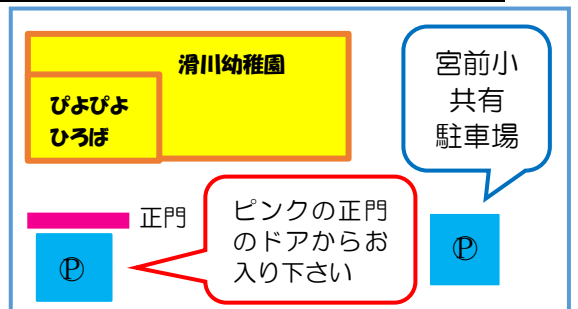 滑川幼稚園
ぴよぴよ
ひろば
宮前小
共有
駐車場
正門
ピンクの正門
のドアからお
入り下さい
Ⓟ
Ⓟ